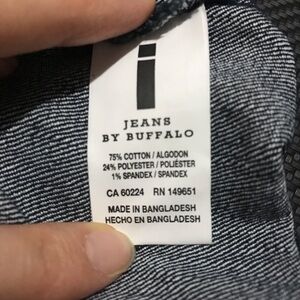 i
JEANS
BY BUFFALO
75% COTTON / ALGODON
24% POLYESTER / POLIÉSTER
1% SPANDEX / SPANDEX
CA 60224 RN 149651
MADE IN BANGLADESH
HECHO EN BANGLADESH